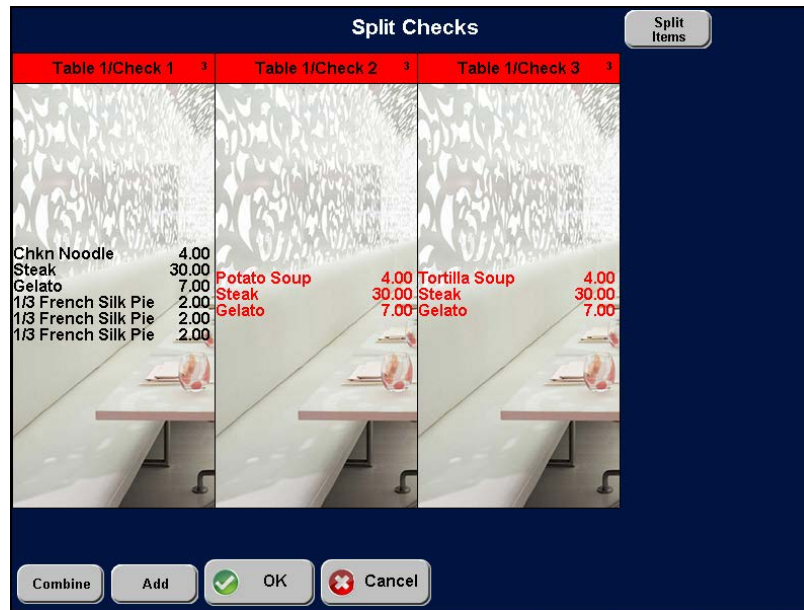 Split Checks
Split
Items
Table 1/Check 1 3
Table 1/Check 2 3
Table 1/Check 3 3
Chkn Noodle 4.00
Steak 30.00
Gelato 7.00
1/3 French Silk Pie 2.00
1/3 French Silk Pie 2.00
1/3 French Silk Pie 2.00
Potato Soup 4.00
Steak 30.00
Gelato 7.00
Tortilla Soup 4.00
Steak 30.00
Gelato 7.00
Combine
Add
OK
Cancel